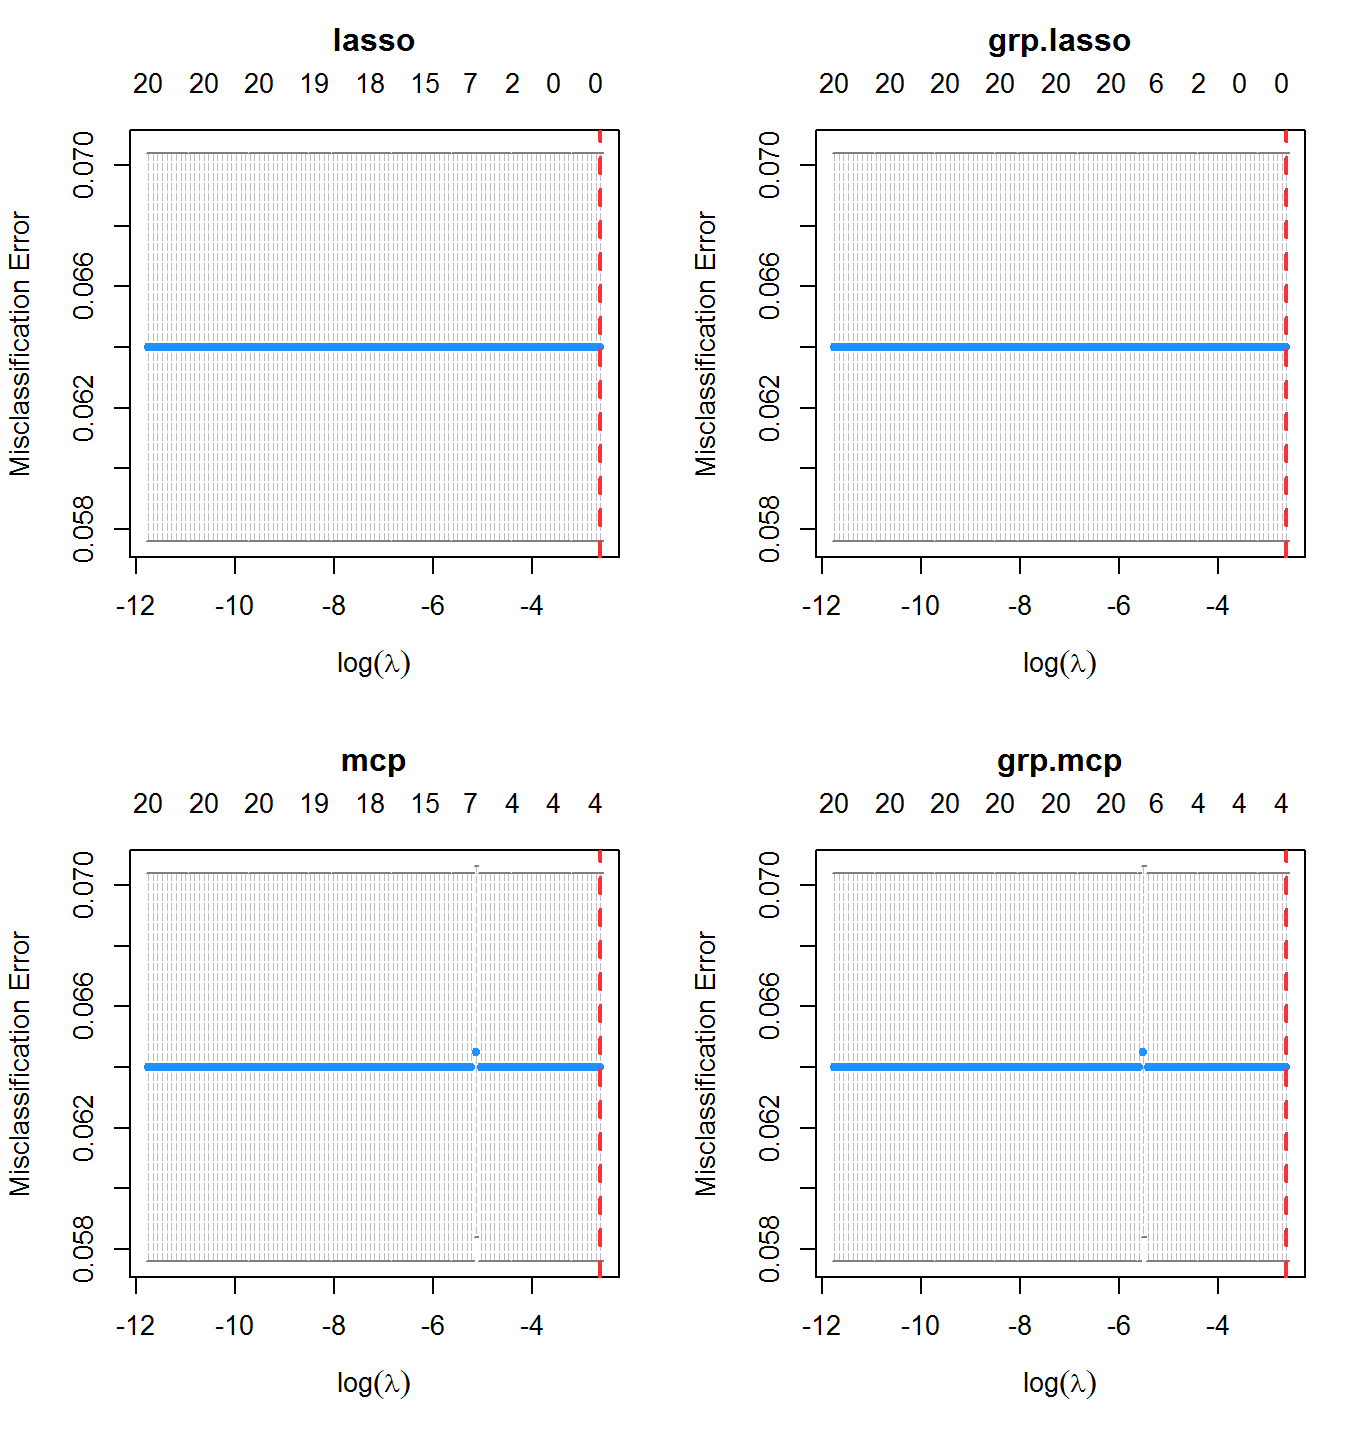 lasso
20 20 20 19 18 15 7 2 0 0
Misclassification Error
0.070
0.066
0.062
0.058
-12 -10 -8 -6 -4
log(λ)
grp.lasso
20 20 20 20 20 20 6 2 0 0
Misclassification Error
0.070
0.066
0.062
0.058
-12 -10 -8 -6 -4
log(λ)
mcp
20 20 20 19 18 15 7 4 4 4
Misclassification Error
0.070
0.066
0.062
0.058
-12 -10 -8 -6 -4
log(λ)
grp.mcp
20 20 20 20 20 20 6 4 4 4
Misclassification Error
0.070
0.066
0.062
0.058
-12 -10 -8 -6 -4
log(λ)